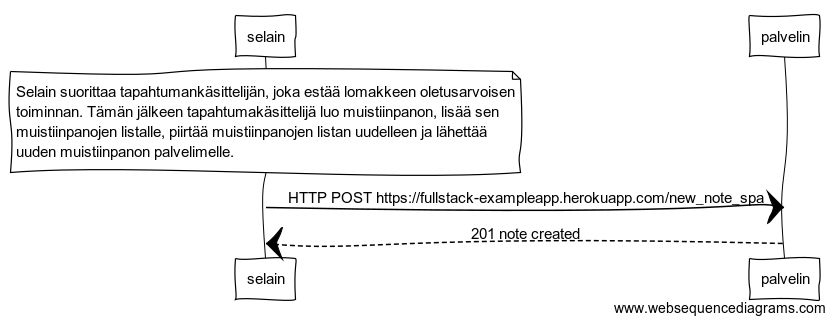 selain
palvelin
Selain suorittaa tapahtumankäsittelijän, joka estää lomakkeen oletusarvoisen
toiminnan. Tämän jälkeen tapahtumakäsittelijä luo muistiinpanon, lisää sen
muistiinpanojen listalle, piirtää muistiinpanojen listan uudelleen ja lähettää
uuden muistiinpanon palvelimelle.
HTTP POST https://fullstack-exampleapp.herokuapp.com/new_note_spa
201 note created
selain
palvelin
www.websequencediagrams.com